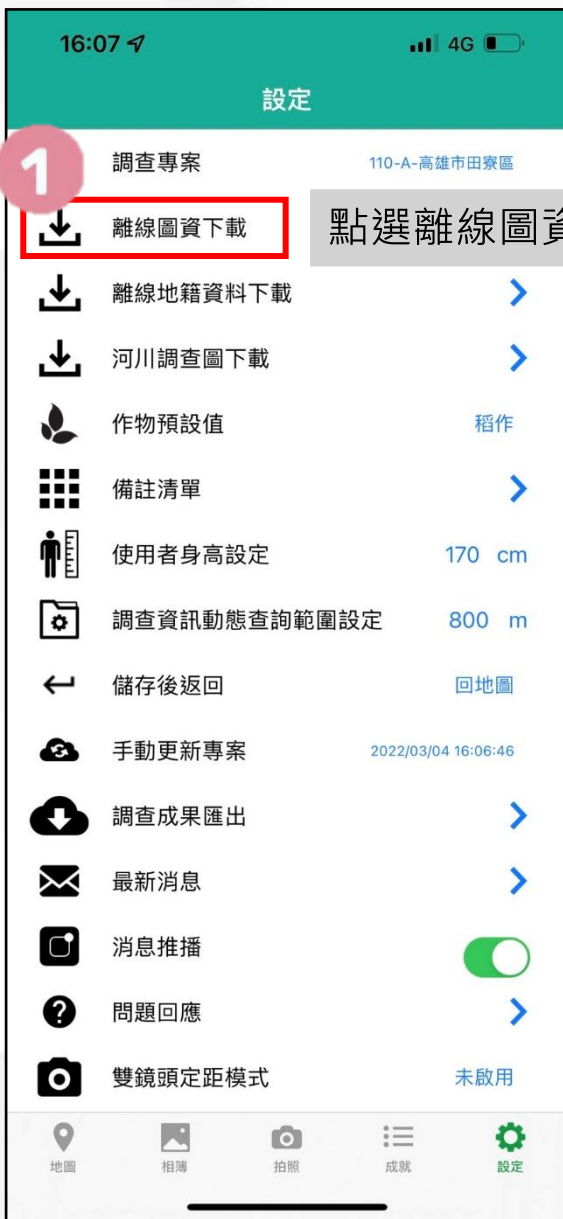 16:07
4G
設定
1
調查專案 110-A-高雄市田寮區
離線圖資下載
點選離線圖資
離線地籍資料下載
河川調查圖下載
作物預設值 稻作
備註清單
使用者身高設定 170 cm
調查資訊動態查詢範圍設定 800 m
儲存後返回 回地圖
手動更新專案 2022/03/04 16:06:46
調查成果匯出
最新消息
消息推播
問題回應
雙鏡頭定距模式 未啟用
地圖 相簿 拍照 成就 設定